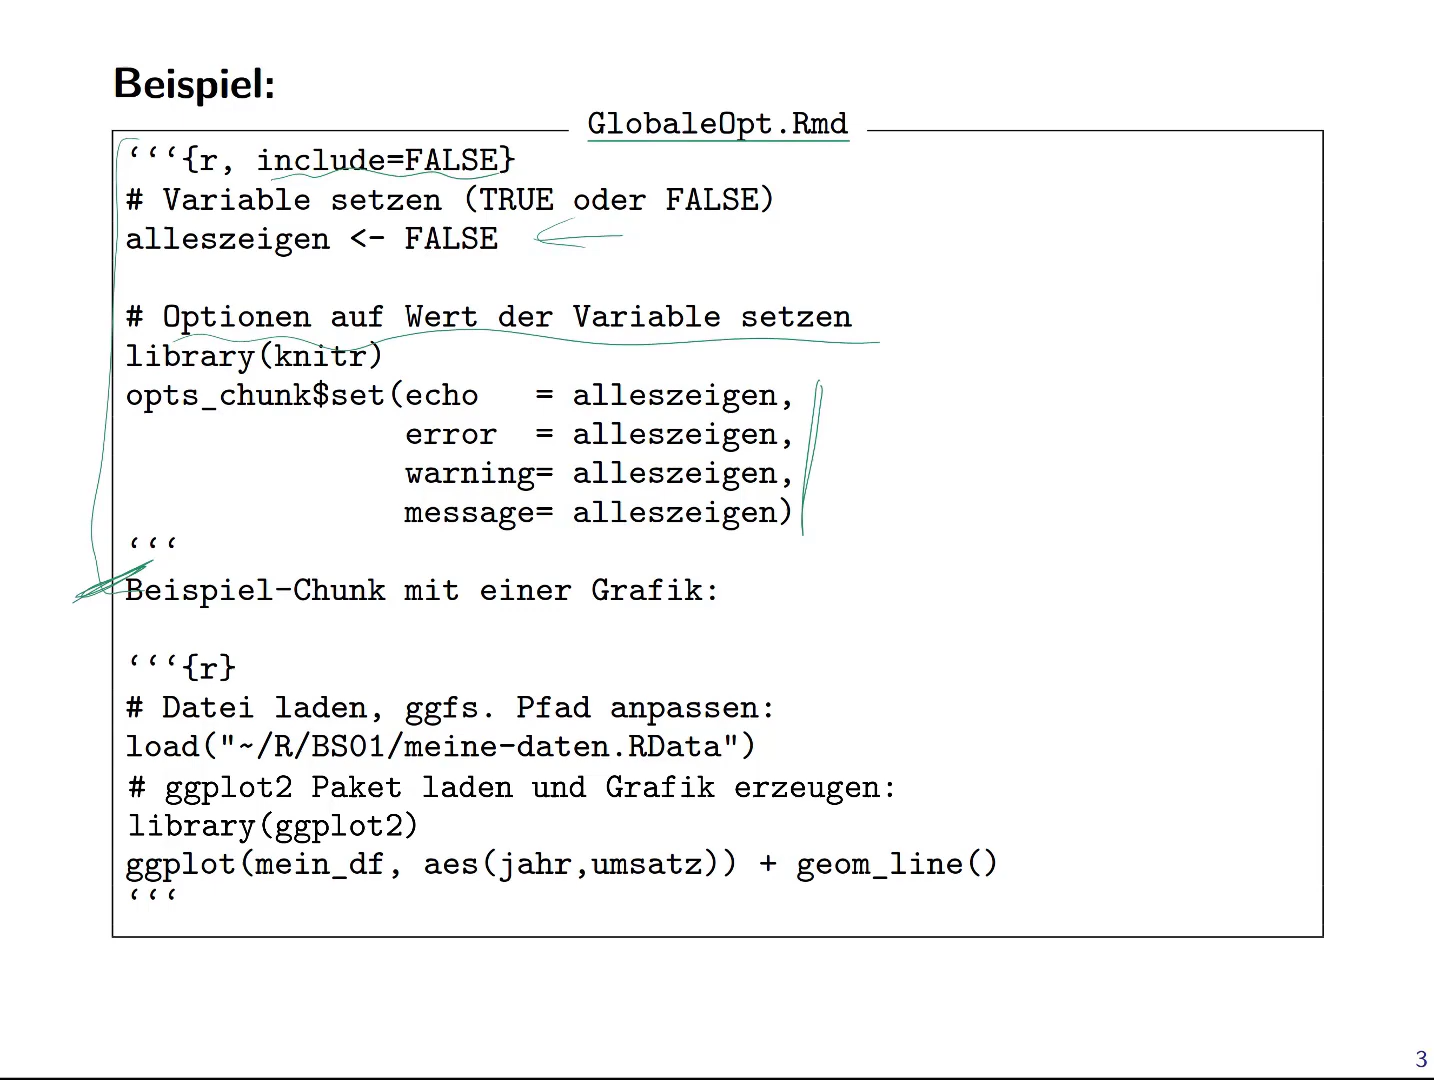 Beispiel:
GlobaleOpt.Rmd
‘‘‘{r, include=FALSE}
# Variable setzen (TRUE oder FALSE)
alleszeigen <- FALSE
# Optionen auf Wert der Variable setzen
library(knitr)
opts_chunk$set(echo   = alleszeigen,
               error  = alleszeigen,
               warning= alleszeigen,
               message= alleszeigen)
‘‘‘
Beispiel-Chunk mit einer Grafik:
‘‘‘{r}
# Datei laden, ggfs. Pfad anpassen:
load("~/R/BS01/meine-daten.RData")
# ggplot2 Paket laden und Grafik erzeugen:
library(ggplot2)
ggplot(mein_df, aes(jahr,umsatz)) + geom_line()
‘‘‘
3